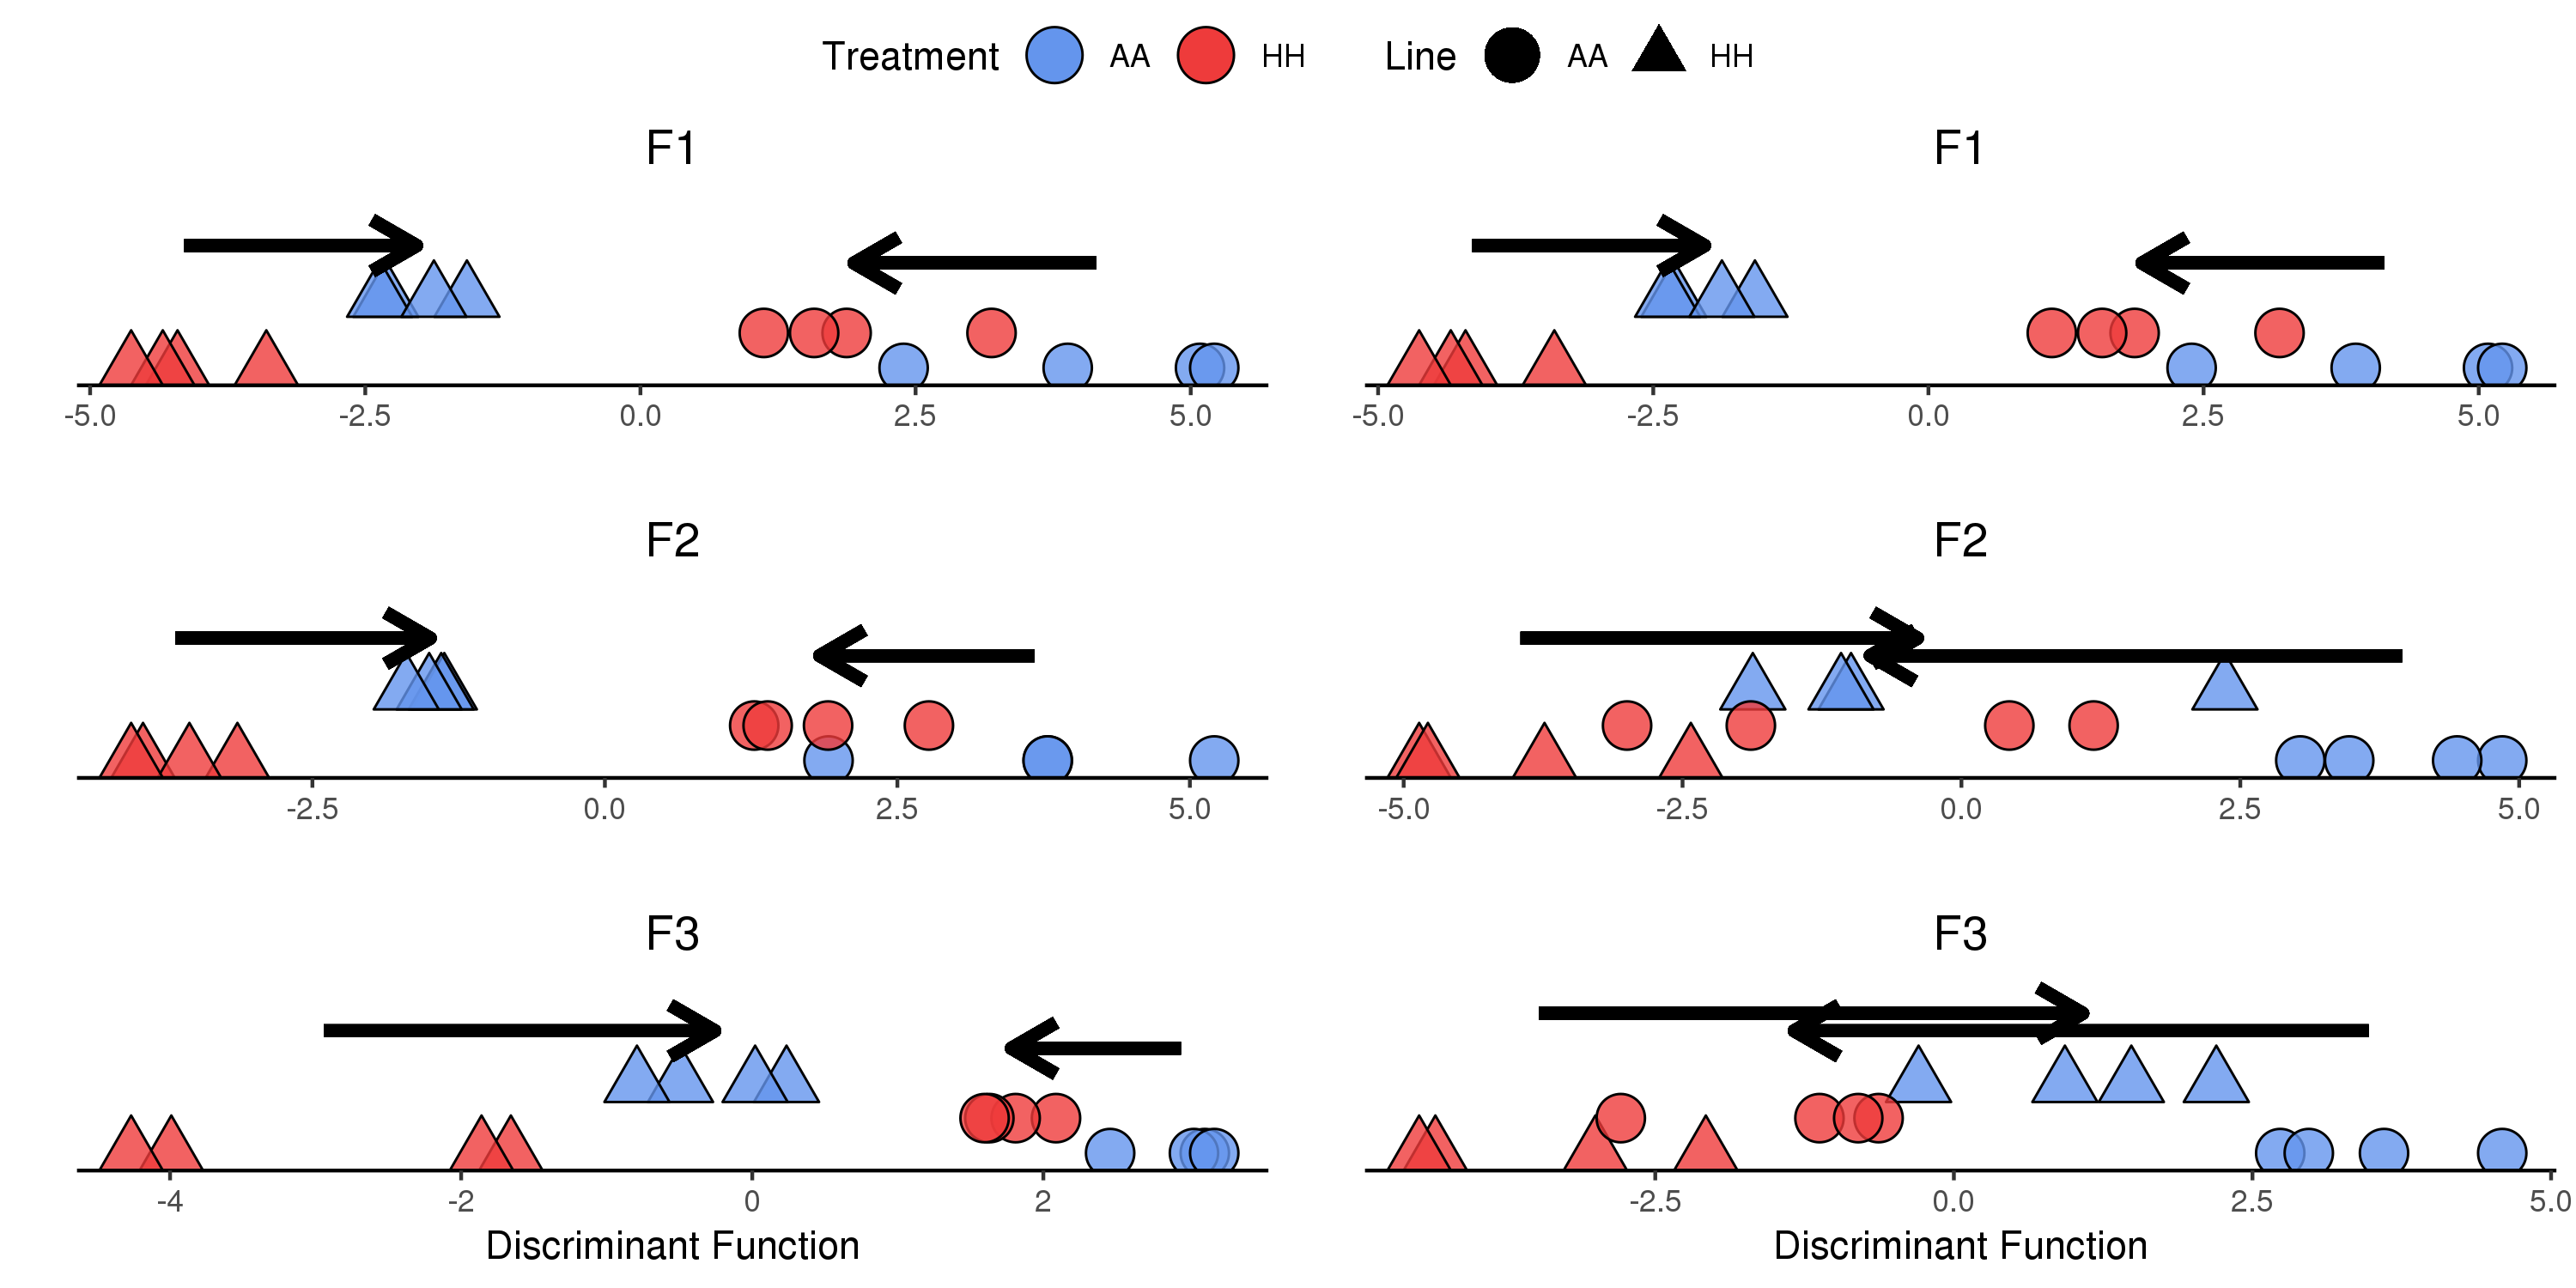 Treatment AA HH Line AA HH
F1 F1
-5.0 -2.5 0.0 2.5 5.0 -5.0 -2.5 0.0 2.5 5.0
F2 F2
-2.5 0.0 2.5 5.0 -5.0 -2.5 0.0 2.5 5.0
F3 F3
-4 -2 0 2 -2.5 0.0 2.5 5.0
Discriminant Function Discriminant Function